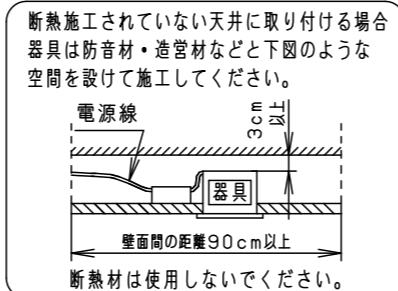 断熱施工されていない天井に取り付ける場合
器具は防音材・造営材などと下図のような
空間を設けて施工してください。
電源線
3cm
以上
器具
壁面間の距離90cm以上
断熱材は使用しないでください。